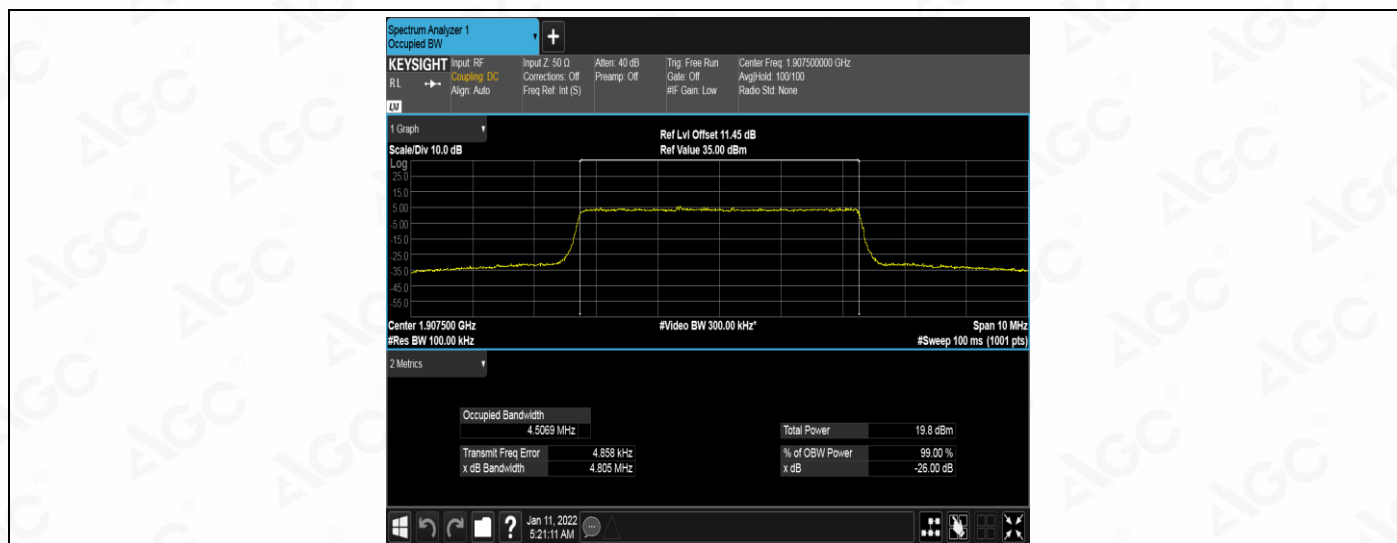 Spectrum Analyzer 1
Occupied BW
+
KEYSIGHT
RL
LXI
Input: RF
Coupling: DC
Align: Auto
Input Z: 50 Ω
Corrections: Off
Freq Ref: Int (S)
Atten: 40 dB
Preamp: Off
Trig: Free Run
Gate: Off
#IF Gain: Low
Center Freq: 1.907500000 GHz
Avg|Hold: 100/100
Radio Std: None
1 Graph
Scale/Div 10.0 dB
Ref Lvl Offset 11.45 dB
Ref Value 35.00 dBm
Log
25.0
15.0
5.00
-5.00
-15.0
-25.0
-35.0
-45.0
-55.0
Center 1.907500 GHz
#Res BW 100.00 kHz
#Video BW 300.00 kHz*
Span 10 MHz
#Sweep 100 ms (1001 pts)
2 Metrics
Occupied Bandwidth
4.5069 MHz
Transmit Freq Error 4.858 kHz
x dB Bandwidth 4.805 MHz
Total Power 19.8 dBm
% of OBW Power 99.00 %
x dB -26.00 dB
?
Jan 11, 2022
5:21:11 AM
AGC